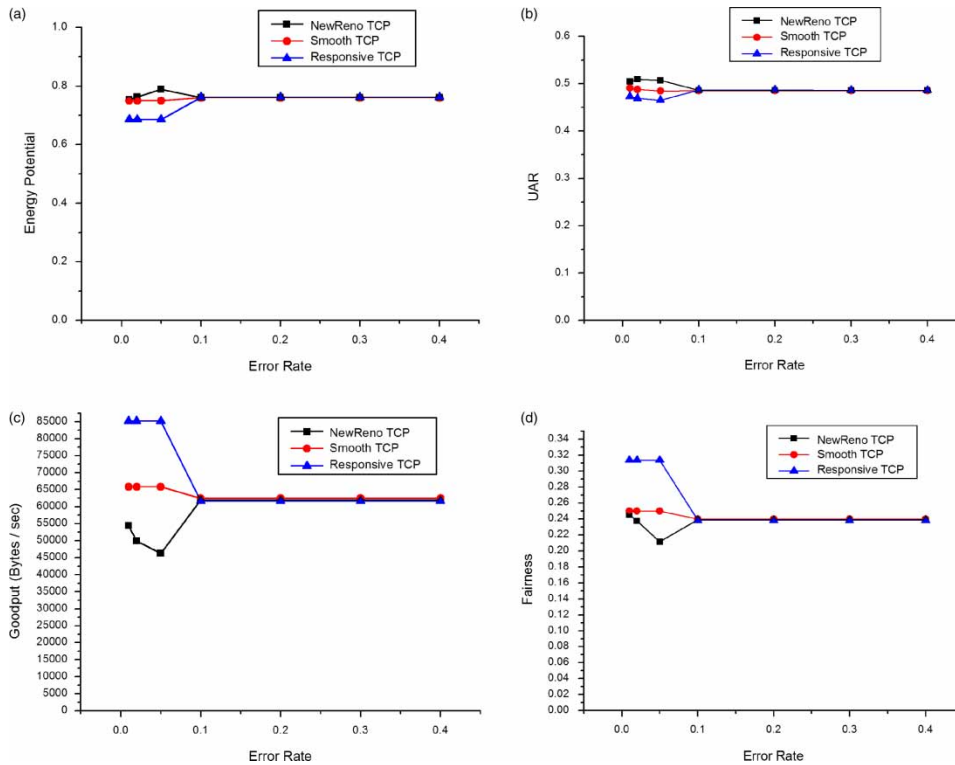 (a)
NewReno TCP
Smooth TCP
Responsive TCP
1.0
0.8
0.6
0.4
0.2
0.0
Energy Potential
0.0 0.1 0.2 0.3 0.4
Error Rate
(b)
NewReno TCP
Smooth TCP
Responsive TCP
0.6
0.5
0.4
0.3
0.2
0.1
0.0
UAR
0.0 0.1 0.2 0.3 0.4
Error Rate
(c)
NewReno TCP
Smooth TCP
Responsive TCP
85000
80000
75000
70000
65000
60000
55000
50000
45000
40000
35000
30000
25000
20000
15000
10000
5000
0
Goodput (Bytes / sec)
0.0 0.1 0.2 0.3 0.4
Error Rate
(d)
NewReno TCP
Smooth TCP
Responsive TCP
0.34
0.32
0.30
0.28
0.26
0.24
0.22
0.20
0.18
0.16
0.14
0.12
0.10
0.08
0.06
0.04
0.02
0.00
Fairness
0.0 0.1 0.2 0.3 0.4
Error Rate